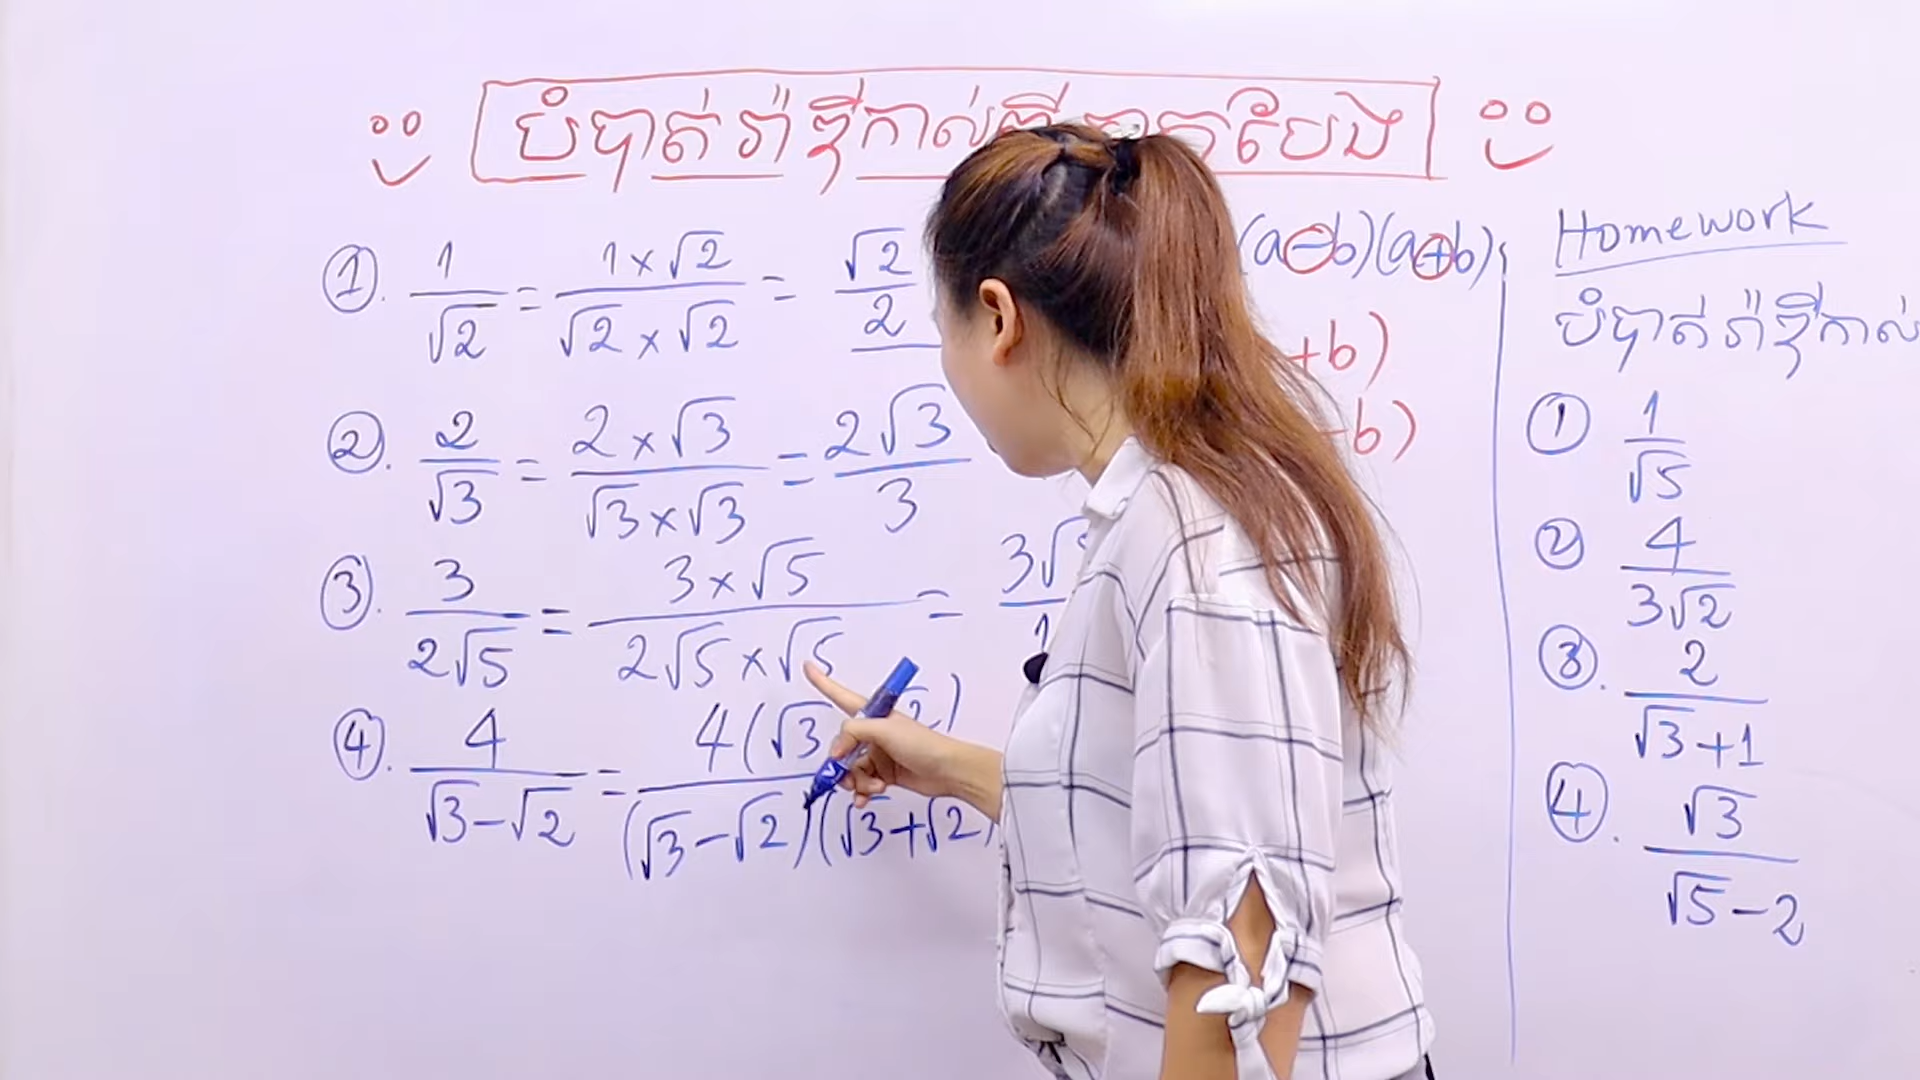 បំបាត់រ៉ាឌីកាល់ពីភាគបែង
① . 1/√2 = 1×√2/√2×√2 = √2/2
② . 2/√3 = 2×√3/√3×√3 = 2√3/3
③ . 3/2√5 = 3×√5/2√5×√5 = 3√
④ . 4/√3-√2 = 4(√3 2)/(√3-√2)(√3+√2)
(a-b)(a+b)
+b)
-b)
Homework
បំបាត់រ៉ាឌីកាល់
① 1/√5
② 4/3√2
③ . 2/√3+1
④ . √3/√5-2